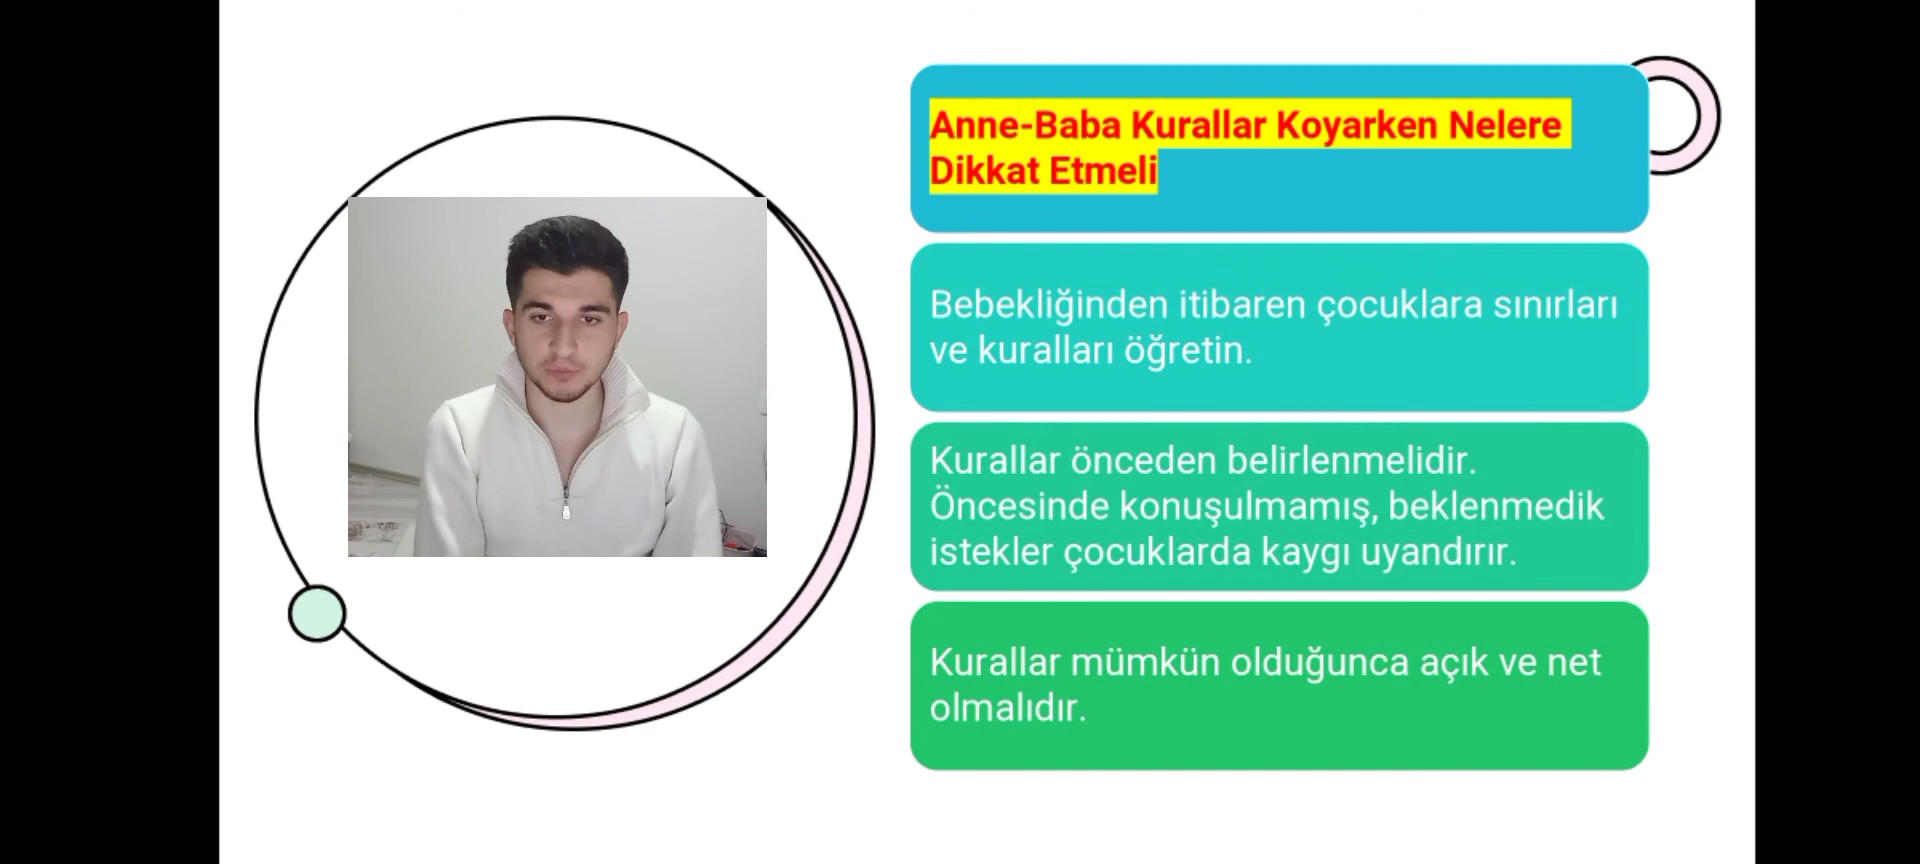 Anne-Baba Kurallar Koyarken Nelere
Dikkat Etmeli
Bebekliğinden itibaren çocuklara sınırları
ve kuralları öğretin.
Kurallar önceden belirlenmelidir.
Öncesinde konuşulmamış, beklenmedik
istekler çocuklarda kaygı uyandırır.
Kurallar mümkün olduğunca açık ve net
olmalıdır.